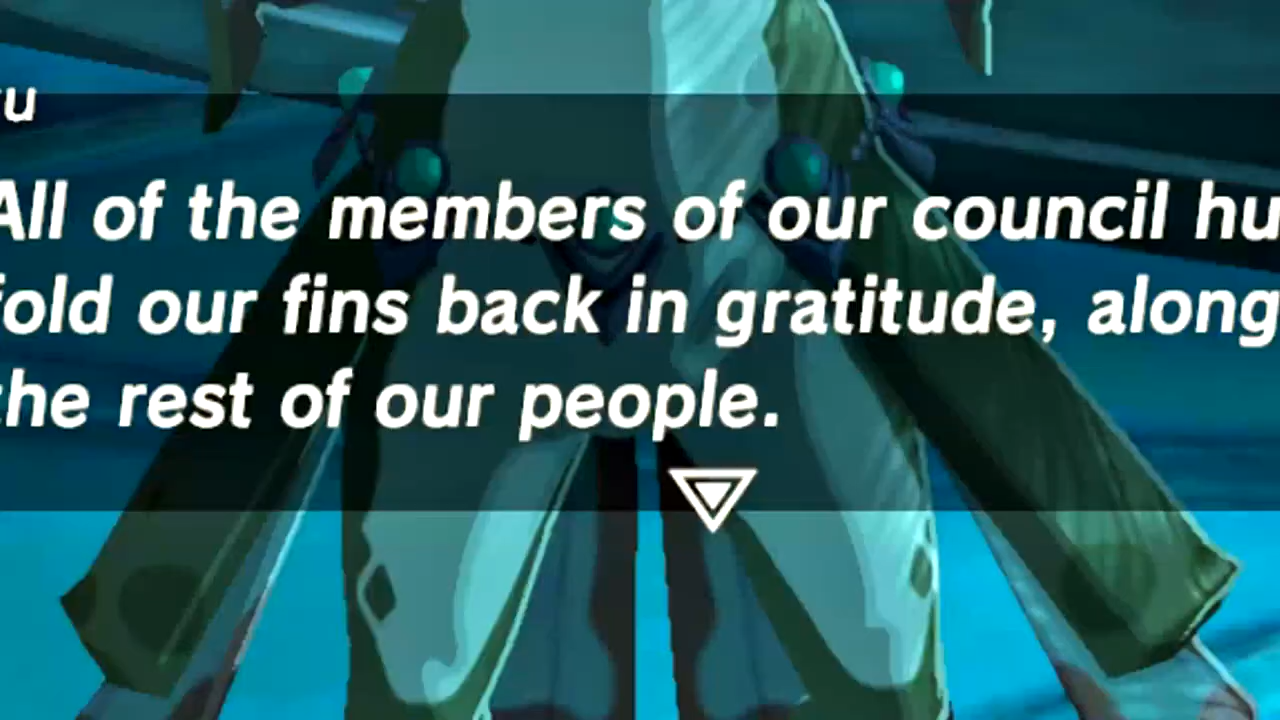 u
All of the members of our council hu
fold our fins back in gratitude, along
the rest of our people.